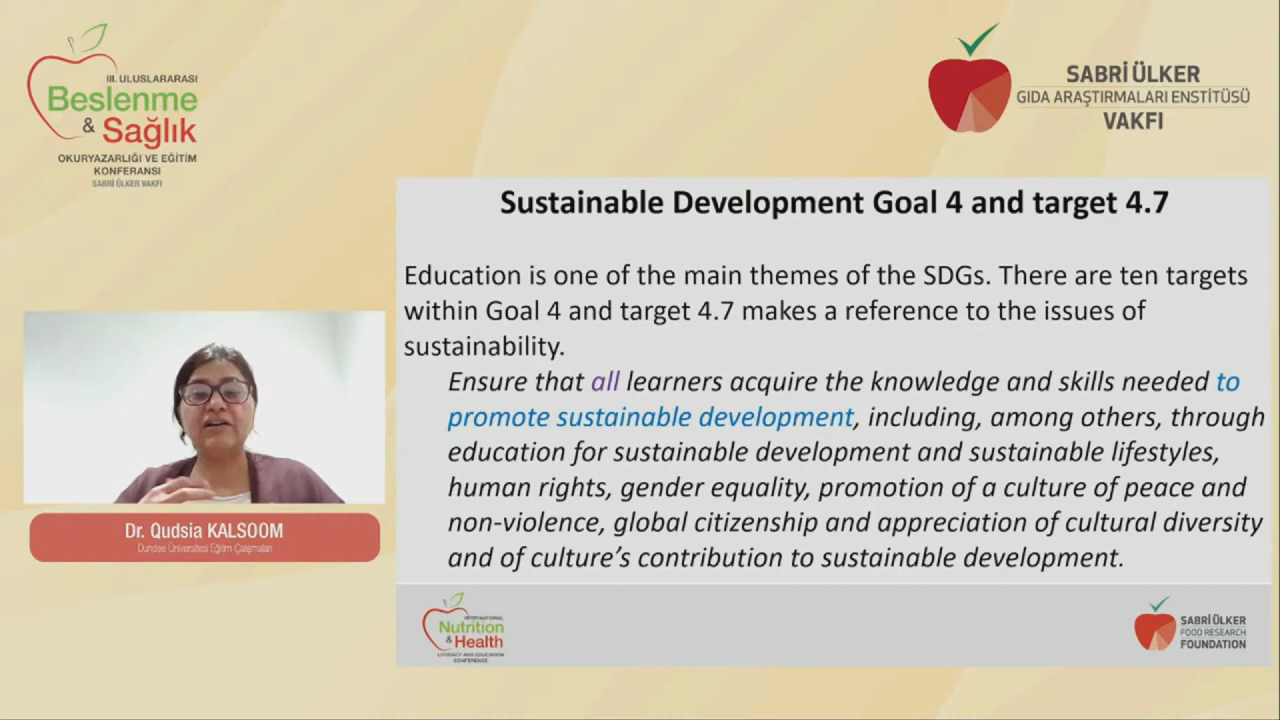 III. ULUSLARARASI
Beslenme
& Sağlık
OKURYAZARLIĞI VE EĞİTİM
KONFERANSI
SABRİ ÜLKER VAKFI
SABRİ ÜLKER
GIDA ARAŞTIRMALARI ENSTİTÜSÜ
VAKFI
Sustainable Development Goal 4 and target 4.7
Education is one of the main themes of the SDGs. There are ten targets
within Goal 4 and target 4.7 makes a reference to the issues of
sustainability.
Ensure that all learners acquire the knowledge and skills needed to
promote sustainable development, including, among others, through
education for sustainable development and sustainable lifestyles,
human rights, gender equality, promotion of a culture of peace and
non-violence, global citizenship and appreciation of cultural diversity
and of culture's contribution to sustainable development.
Dr. Qudsia KALSOOM
Dundee Üniversitesi Eğitim Çalışmaları
INTERNATIONAL
Nutrition
& Health
LITERACY AND EDUCATION
CONFERENCE
SABRİ ÜLKER
FOOD RESEARCH
FOUNDATION